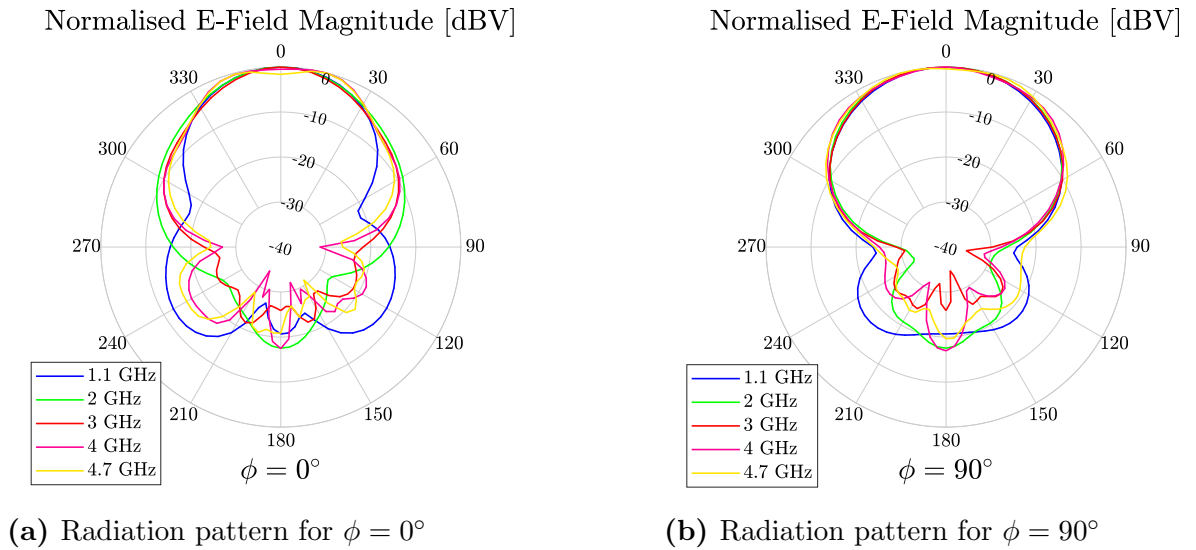 Normalised E-Field Magnitude [dBV]
0
330
30
0
-10
300
60
-20
-30
270
-40
90
240
120
210
150
180
1.1 GHz
2 GHz
3 GHz
4 GHz
4.7 GHz
ϕ = 0°
(a) Radiation pattern for ϕ = 0°
Normalised E-Field Magnitude [dBV]
0
330
30
0
-10
300
60
-20
-30
270
-40
90
240
120
210
150
180
1.1 GHz
2 GHz
3 GHz
4 GHz
4.7 GHz
ϕ = 90°
(b) Radiation pattern for ϕ = 90°